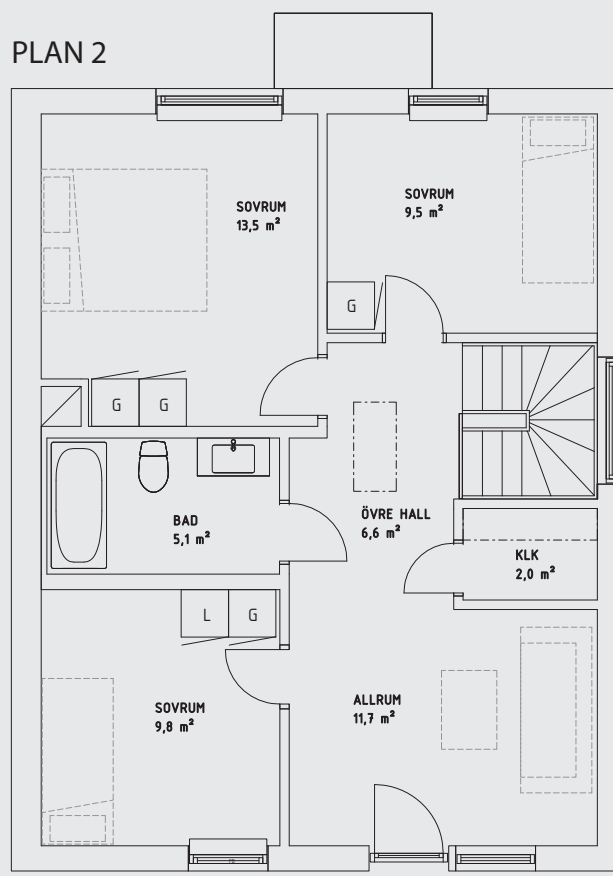 PLAN 2
SOVRUM
13,5 m²
SOVRUM
9,5 m²
G
G
G
BAD
5,1 m²
ÖVRE HALL
6,6 m²
KLK
2,0 m²
L
G
SOVRUM
9,8 m²
ALLRUM
11,7 m²